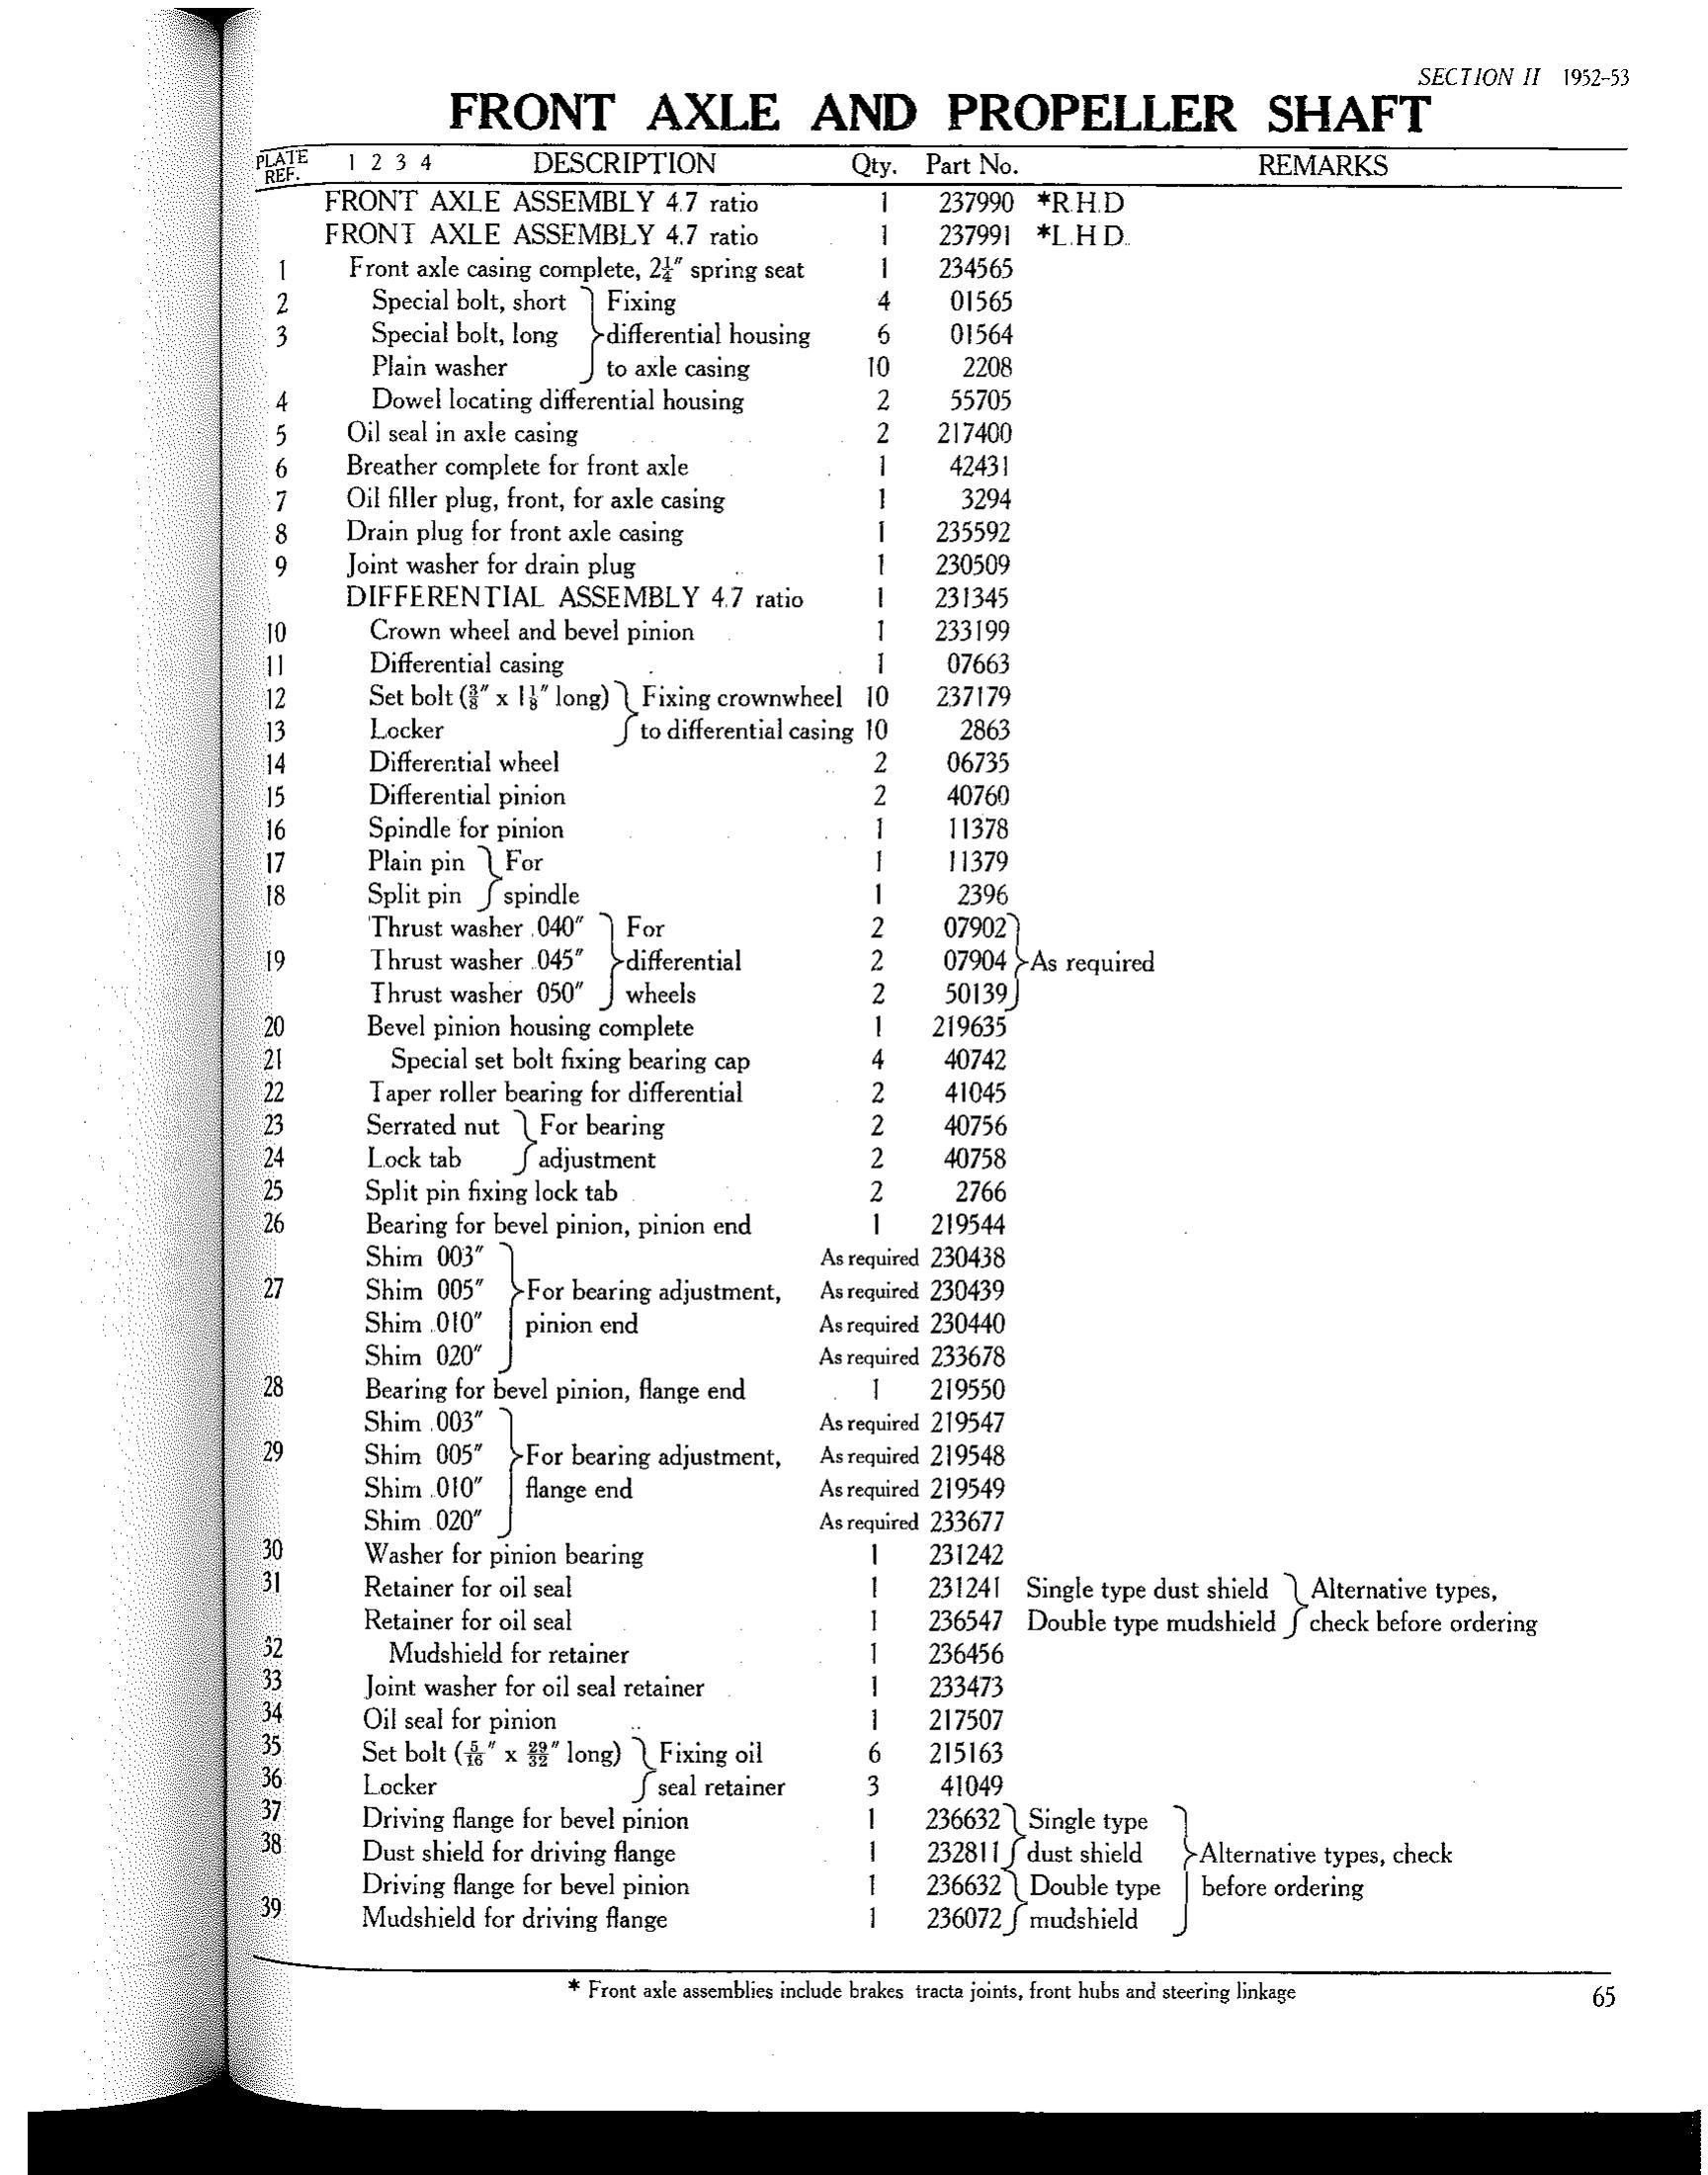 SECTION II 1952-53
FRONT AXLE AND PROPELLER SHAFT
PLATE REF. 1 2 3 4 DESCRIPTION Qty. Part No. REMARKS
FRONT AXLE ASSEMBLY 4.7 ratio 1 237990 *R.H.D
FRONT AXLE ASSEMBLY 4.7 ratio 1 237991 *L.H.D.
1 Front axle casing complete, 2¼" spring seat 1 234565
2 Special bolt, short } Fixing 4 01565
3 Special bolt, long } differential housing 6 01564
Plain washer } to axle casing 10 2208
4 Dowel locating differential housing 2 55705
5 Oil seal in axle casing 2 217400
6 Breather complete for front axle 1 42431
7 Oil filler plug, front, for axle casing 1 3294
8 Drain plug for front axle casing 1 235592
9 Joint washer for drain plug 1 230509
DIFFERENTIAL ASSEMBLY 4.7 ratio 1 231345
10 Crown wheel and bevel pinion 1 233199
11 Differential casing 1 07663
12 Set bolt (⅜" x 1⅛" long) } Fixing crownwheel 10 237179
13 Locker } to differential casing 10 2863
14 Differential wheel 2 06735
15 Differential pinion 2 40760
16 Spindle for pinion 1 11378
17 Plain pin } For 1 11379
18 Split pin } spindle 1 2396
Thrust washer .040" } For 2 07902 }
19 Thrust washer .045" } differential 2 07904 } As required
Thrust washer 050" } wheels 2 50139 }
20 Bevel pinion housing complete 1 219635
21 Special set bolt fixing bearing cap 4 40742
22 Taper roller bearing for differential 2 41045
23 Serrated nut } For bearing 2 40756
24 Lock tab } adjustment 2 40758
25 Split pin fixing lock tab 2 2766
26 Bearing for bevel pinion, pinion end 1 219544
Shim 003" } As required 230438
27 Shim 005" } For bearing adjustment, As required 230439
Shim .010" } pinion end As required 230440
Shim 020" } As required 233678
28 Bearing for bevel pinion, flange end 1 219550
Shim .003" } As required 219547
29 Shim 005" } For bearing adjustment, As required 219548
Shim .010" } flange end As required 219549
Shim 020" } As required 233677
30 Washer for pinion bearing 1 231242
31 Retainer for oil seal 1 231241 Single type dust shield } Alternative types,
Retainer for oil seal 1 236547 Double type mudshield } check before ordering
32 Mudshield for retainer 1 236456
33 Joint washer for oil seal retainer 1 233473
34 Oil seal for pinion 1 217507
35 Set bolt (5/16" x 29/32" long) } Fixing oil 6 215163
36 Locker } seal retainer 3 41049
37 Driving flange for bevel pinion 1 236632 } Single type }
38 Dust shield for driving flange 1 232811 } dust shield } Alternative types, check
Driving flange for bevel pinion 1 236632 } Double type } before ordering
39 Mudshield for driving flange 1 236072 } mudshield }
* Front axle assemblies include brakes tracta joints, front hubs and steering linkage
65